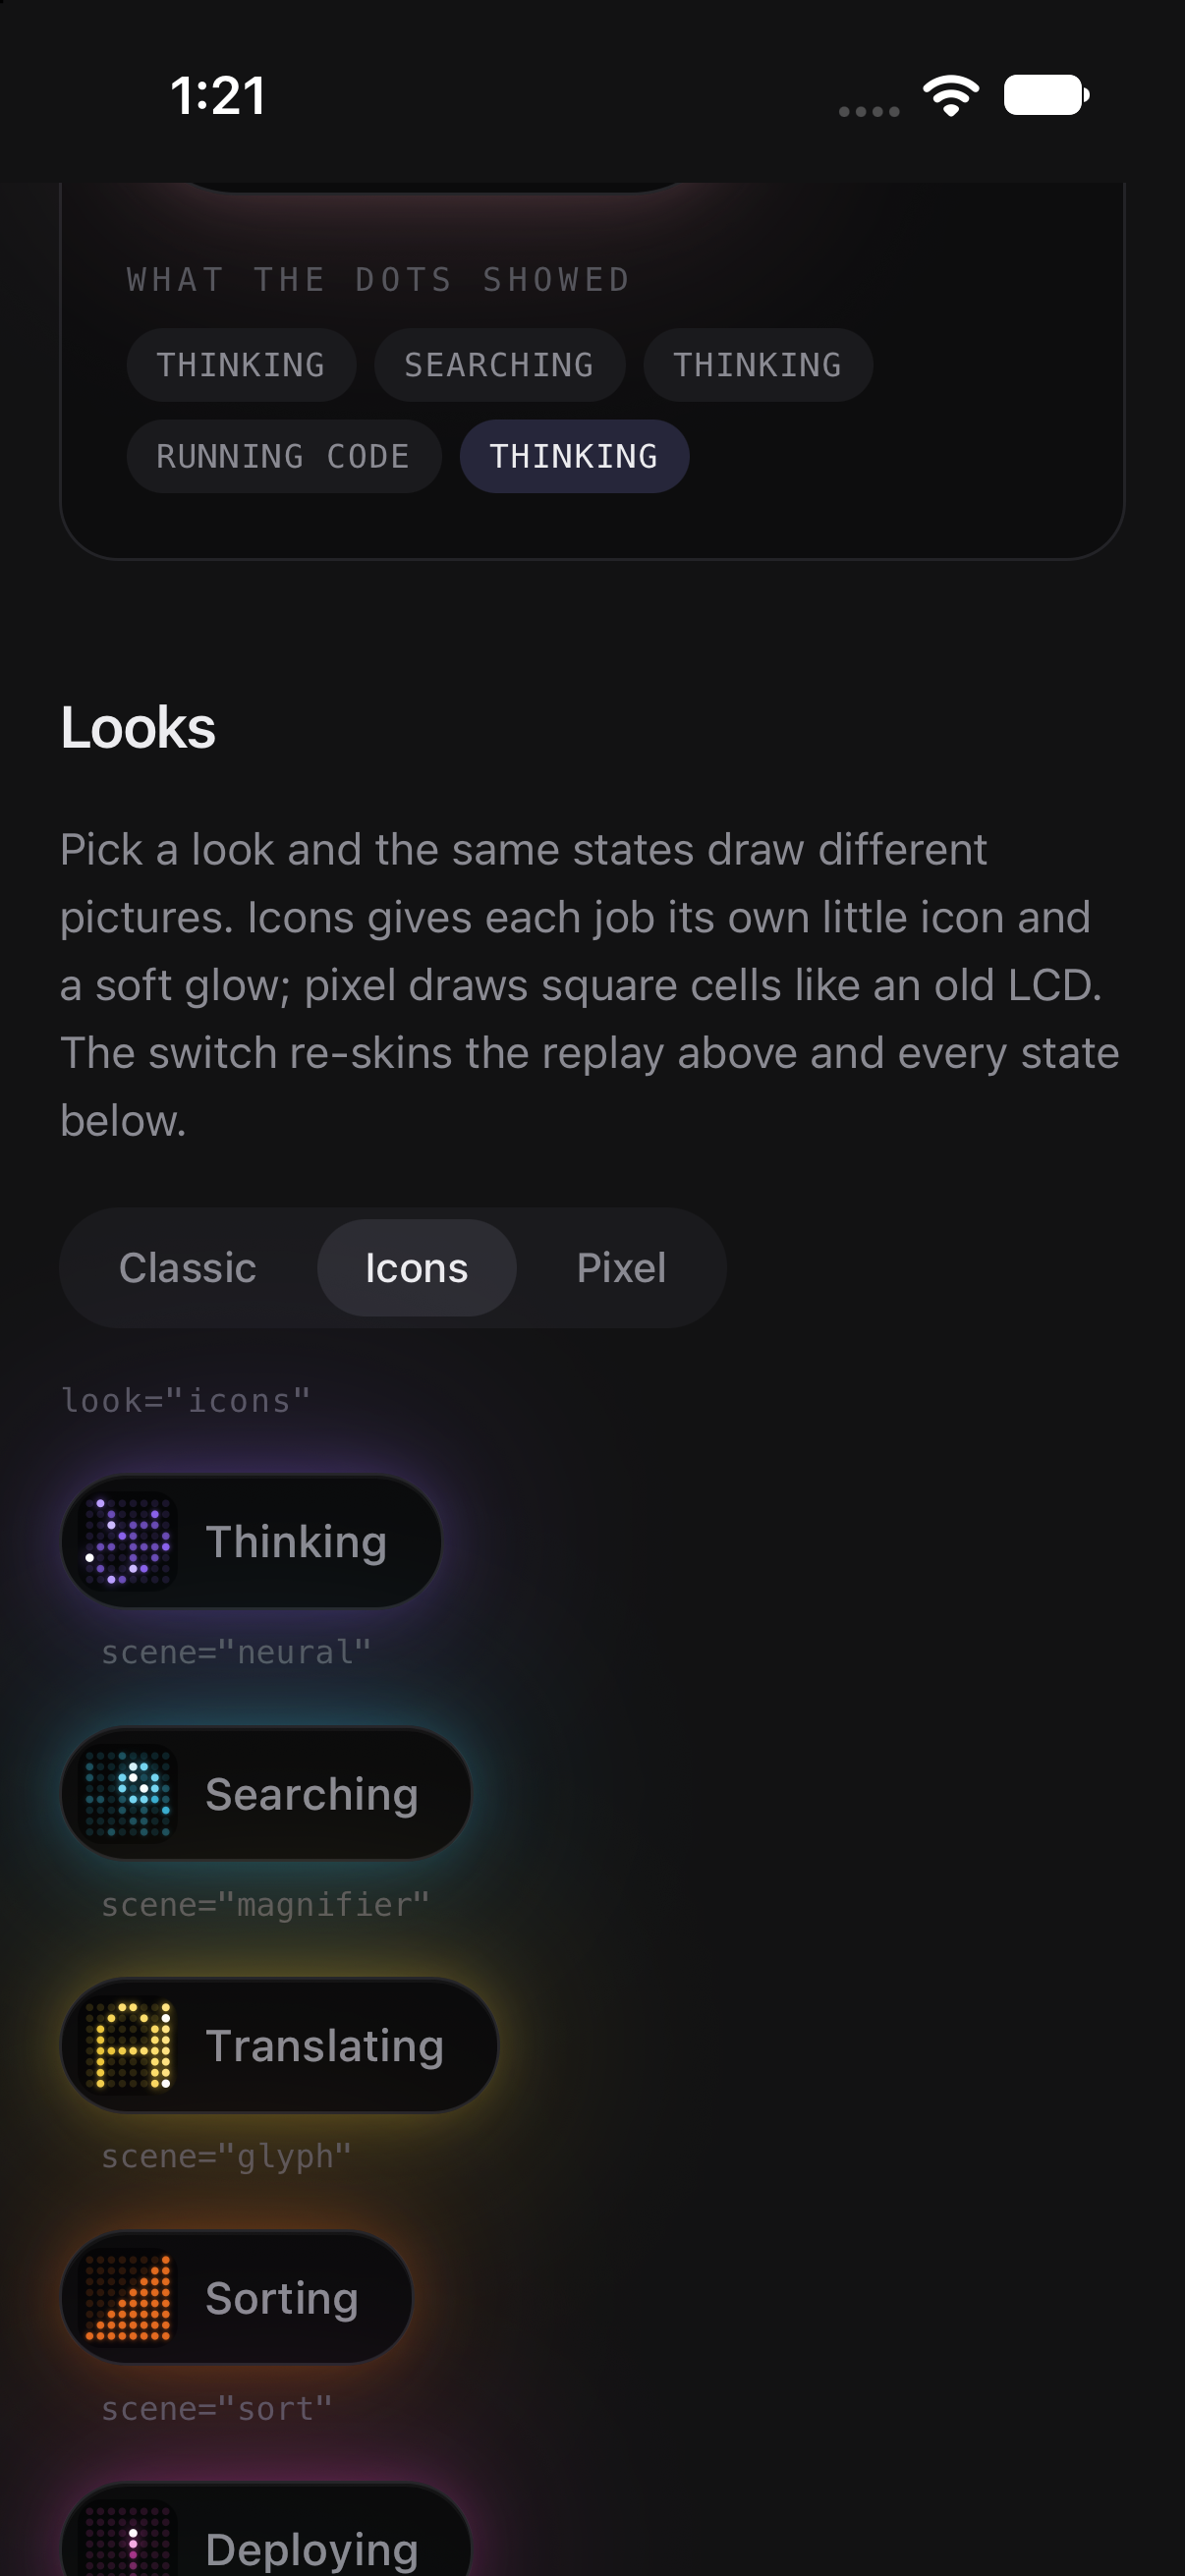 1:21
WHAT THE DOTS SHOWED
THINKING SEARCHING THINKING
RUNNING CODE THINKING
Looks
Pick a look and the same states draw different
pictures. Icons gives each job its own little icon and
a soft glow; pixel draws square cells like an old LCD.
The switch re-skins the replay above and every state
below.
Classic Icons Pixel
look="icons"
Thinking
scene="neural"
Searching
scene="magnifier"
A Translating
scene="glyph"
Sorting
scene="sort"
Deploying